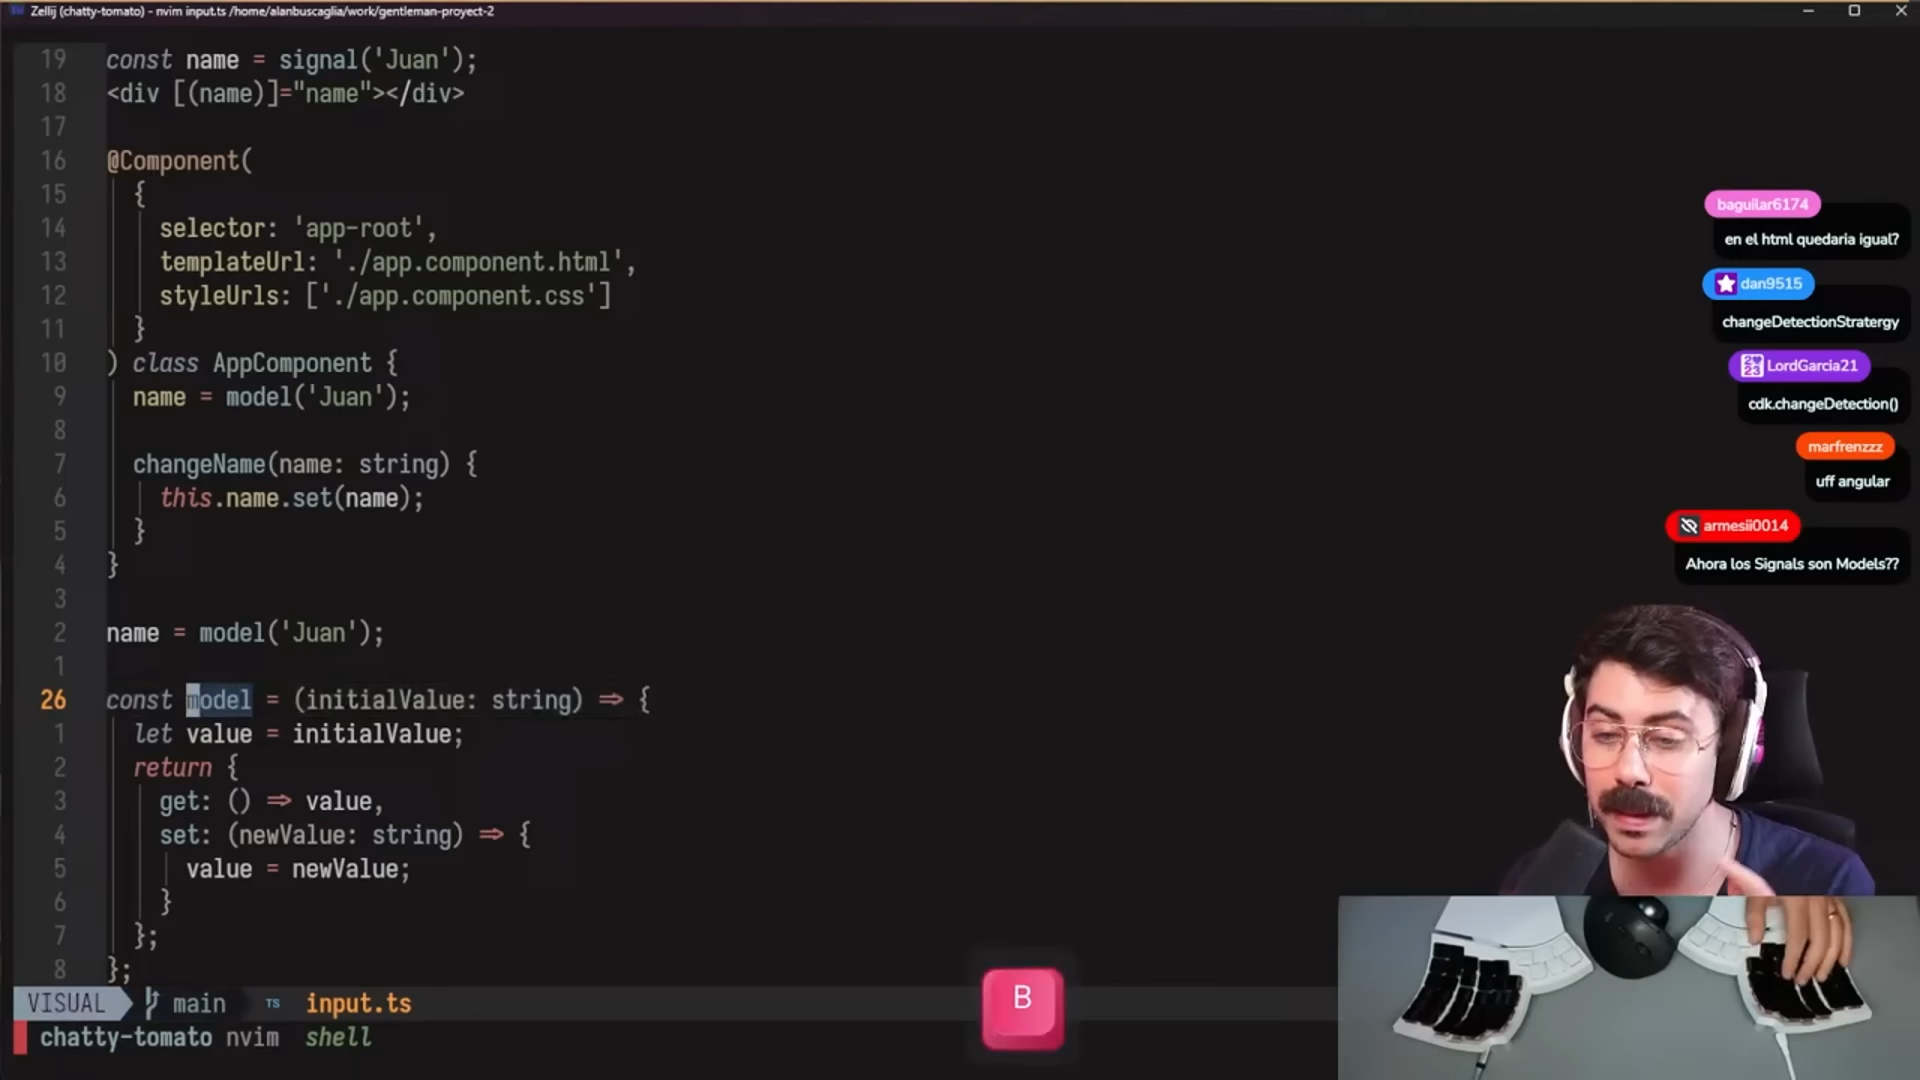 Zellij (chatty-tomato) - nvim input.ts /home/alanbuscaglia/work/gentleman-proyect-2
19 const name = signal('Juan');
18 <div [(name)]="name"></div>
17
16 @Component(
15 {
14 selector: 'app-root',
13 templateUrl: './app.component.html',
12 styleUrls: ['./app.component.css']
11 }
10 ) class AppComponent {
9 name = model('Juan');
8
7 changeName(name: string) {
6 this.name.set(name);
5 }
4 }
3
2 name = model('Juan');
1
26 const model = (initialValue: string) => {
1 let value = initialValue;
2 return {
3 get: () => value,
4 set: (newValue: string) => {
5 value = newValue;
6 }
7 };
8 };
VISUAL main TS input.ts
chatty-tomato nvim shell
B
baguilar6174
en el html quedaria igual?
dan9515
changeDetectionStratergy
LordGarcia21
cdk.changeDetection()
marfrenzzz
uff angular
armesii0014
Ahora los Signals son Models??